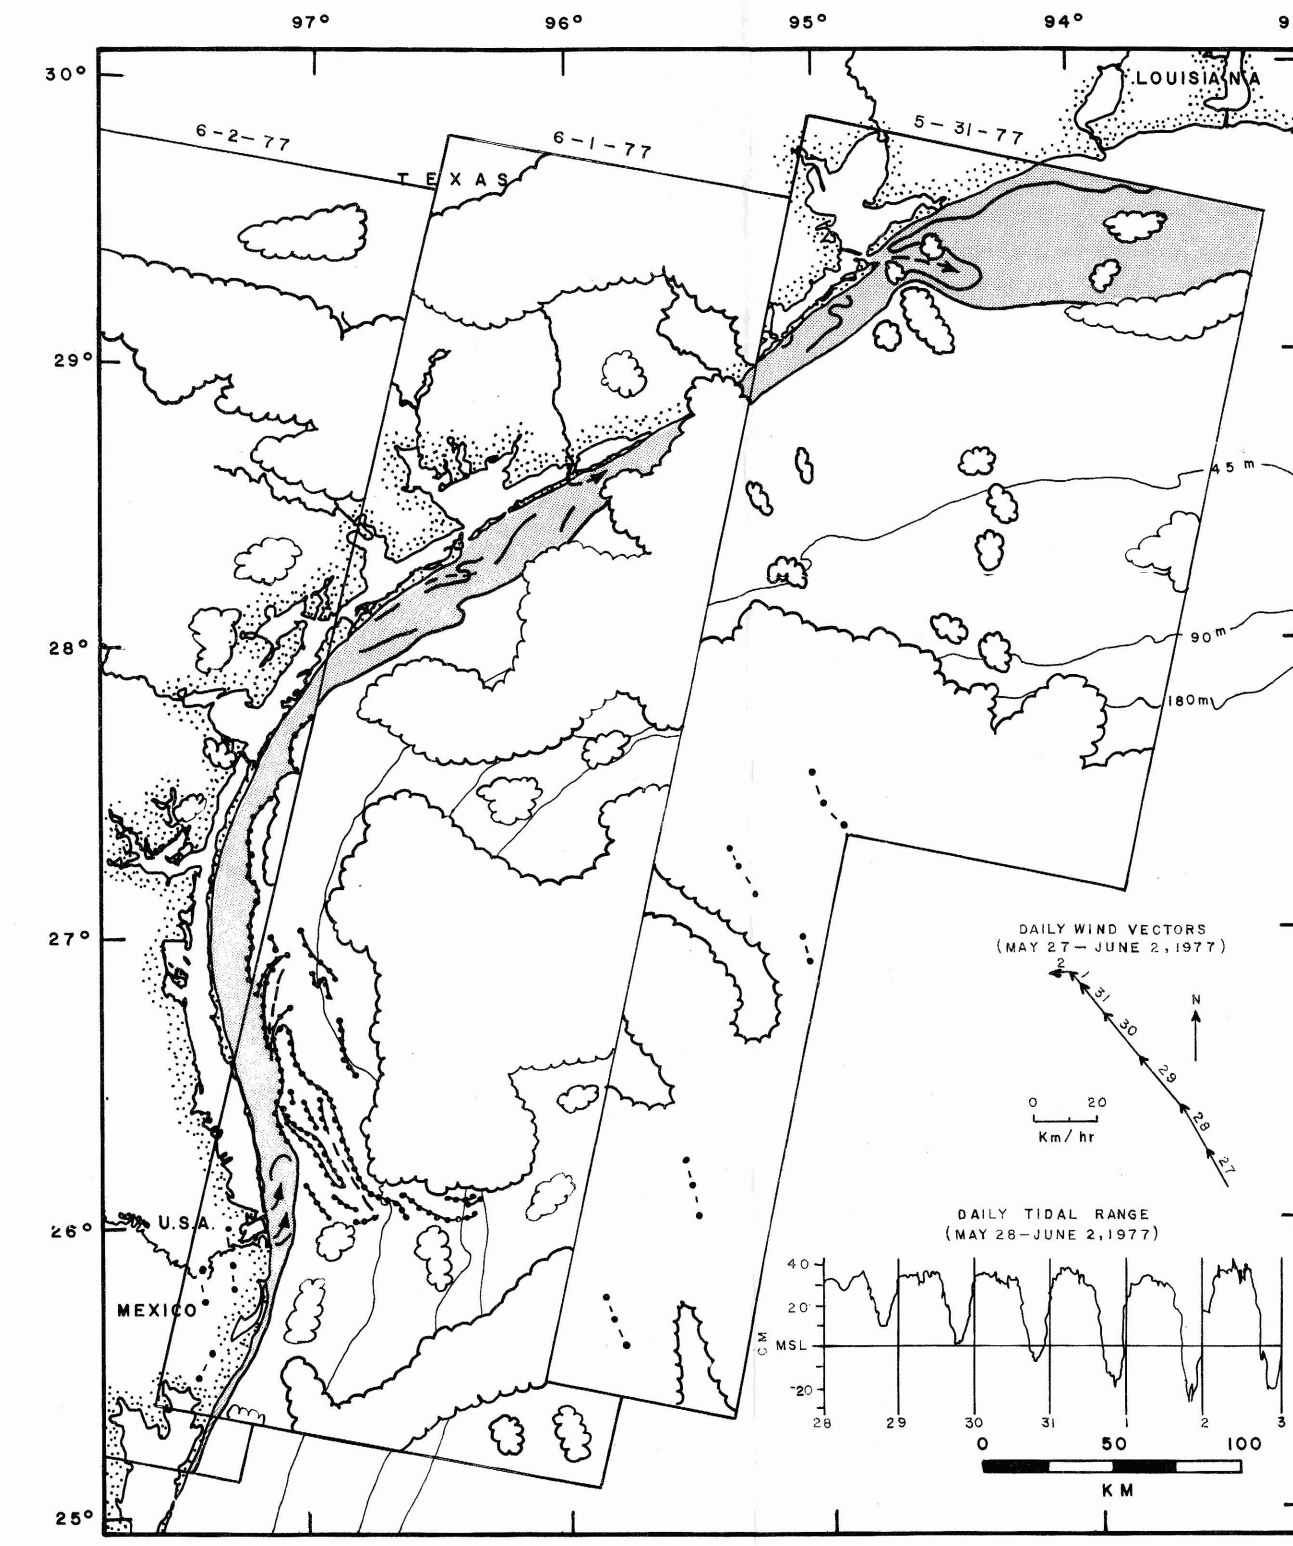 97° 96° 95° 94° 9
30°
LOUISIANA
6-2-77
6-1-77
5-31-77
TEXAS
29°
45 m
28°
90m
180m
27°
DAILY WIND VECTORS
(MAY 27 – JUNE 2, 1977)
2
1
31
30
29
28
27
N
0 20
Km/hr
26°
U.S.A.
MEXICO
DAILY TIDAL RANGE
(MAY 28–JUNE 2, 1977)
40
20
CM
MSL
-20
28 29 30 31 1 2 3
0 50 100
KM
25°